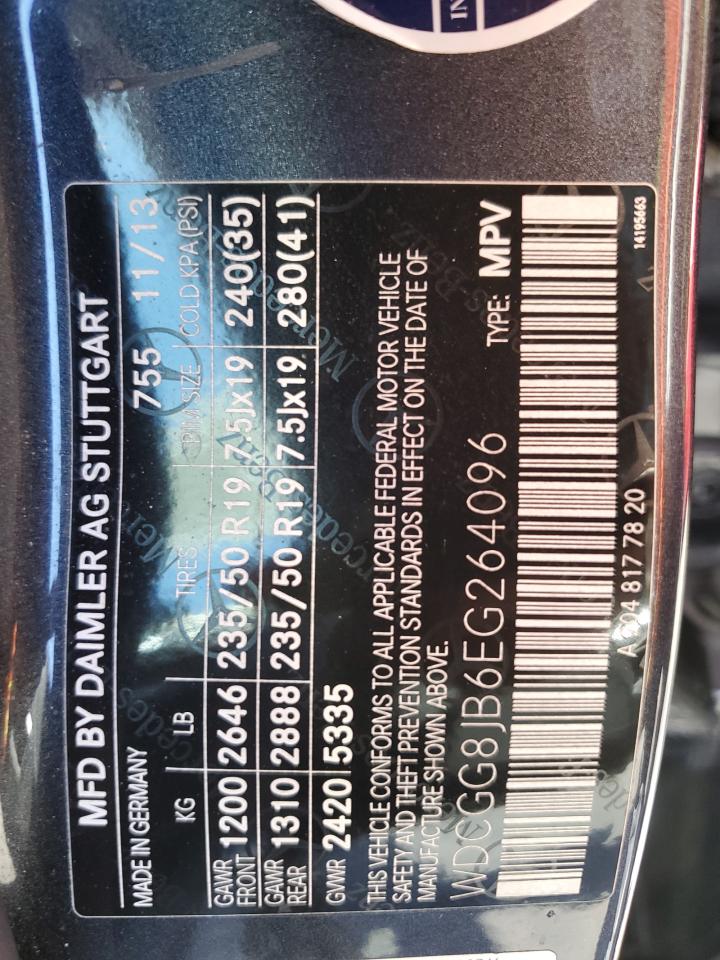 IN
MFD BY DAIMLER AG STUTTGART
MADE IN GERMANY 755 11/13
KG LB TIRES RIM SIZE COLD KPA(PSI)
GAWR FRONT 1200 2646 235/50 R19 7.5Jx19 240(35)
GAWR REAR 1310 2888 235/50 R19 7.5Jx19 280(41)
GVWR 2420 5335
THIS VEHICLE CONFORMS TO ALL APPLICABLE FEDERAL MOTOR VEHICLE
SAFETY AND THEFT PREVENTION STANDARDS IN EFFECT ON THE DATE OF
MANUFACTURE SHOWN ABOVE.
WDCGG8JB6EG264096 TYPE: MPV
A 204 817 78 20 14195663